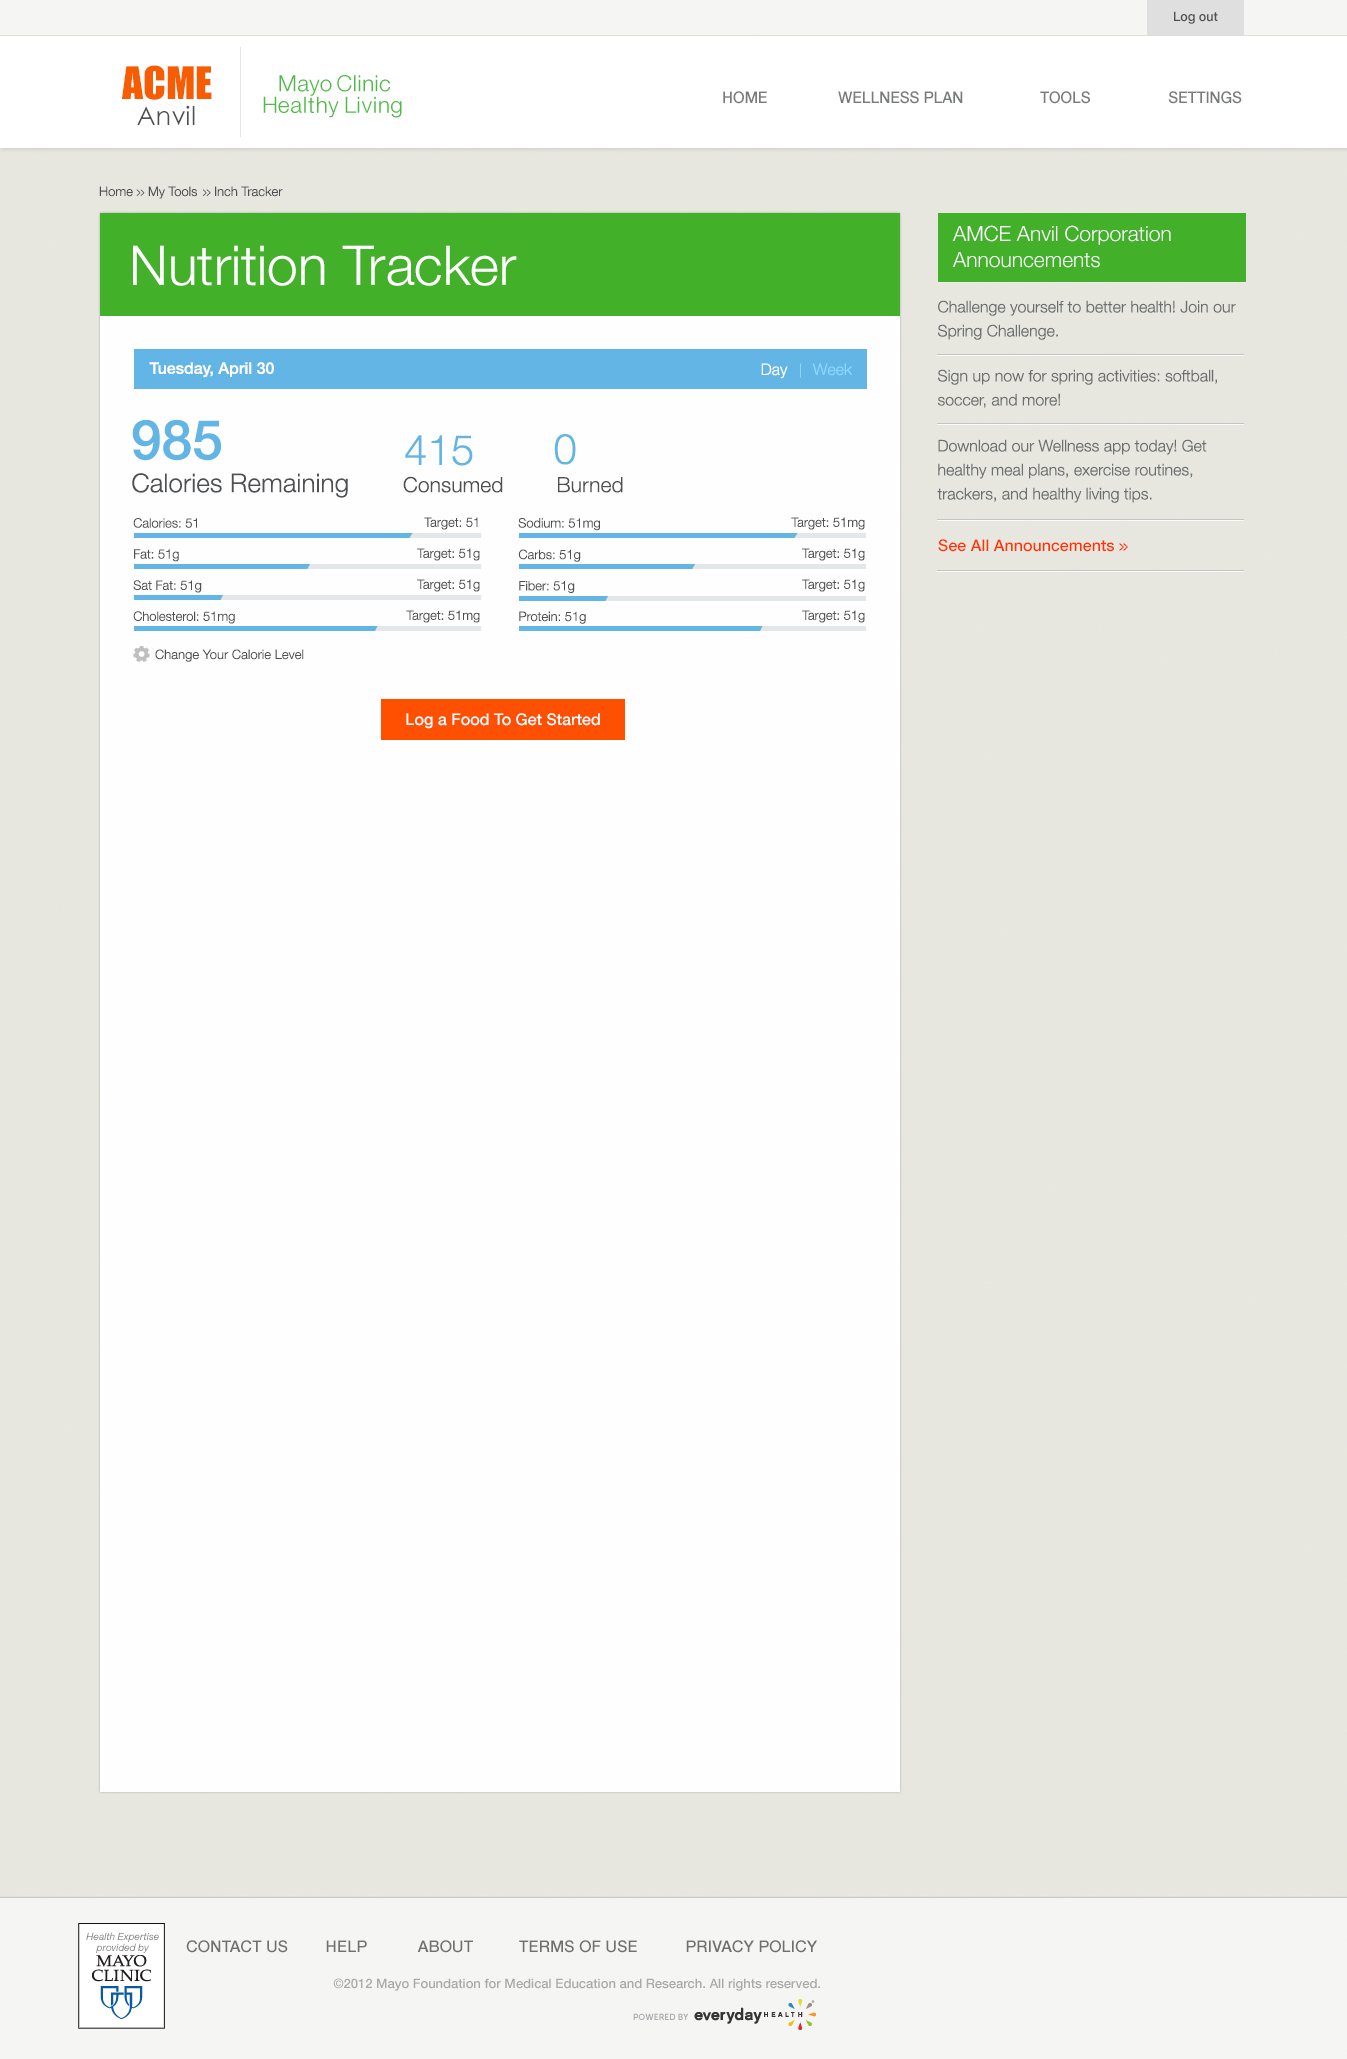 Log out
ACME
Anvil
Mayo Clinic
Healthy Living
HOME WELLNESS PLAN TOOLS SETTINGS
Home » My Tools » Inch Tracker
Nutrition Tracker
Tuesday, April 30
Day | Week
985
Calories Remaining
415
Consumed
0
Burned
Calories: 51 Target: 51
Fat: 51g Target: 51g
Sat Fat: 51g Target: 51g
Cholesterol: 51mg Target: 51mg
Sodium: 51mg Target: 51mg
Carbs: 51g Target: 51g
Fiber: 51g Target: 51g
Protein: 51g Target: 51g
Change Your Calorie Level
Log a Food To Get Started
AMCE Anvil Corporation
Announcements
Challenge yourself to better health! Join our
Spring Challenge.
Sign up now for spring activities: softball,
soccer, and more!
Download our Wellness app today! Get
healthy meal plans, exercise routines,
trackers, and healthy living tips.
See All Announcements »
Health Expertise
provided by
MAYO
CLINIC
CONTACT US HELP ABOUT TERMS OF USE PRIVACY POLICY
©2012 Mayo Foundation for Medical Education and Research. All rights reserved.
POWERED BY everyday HEALTH